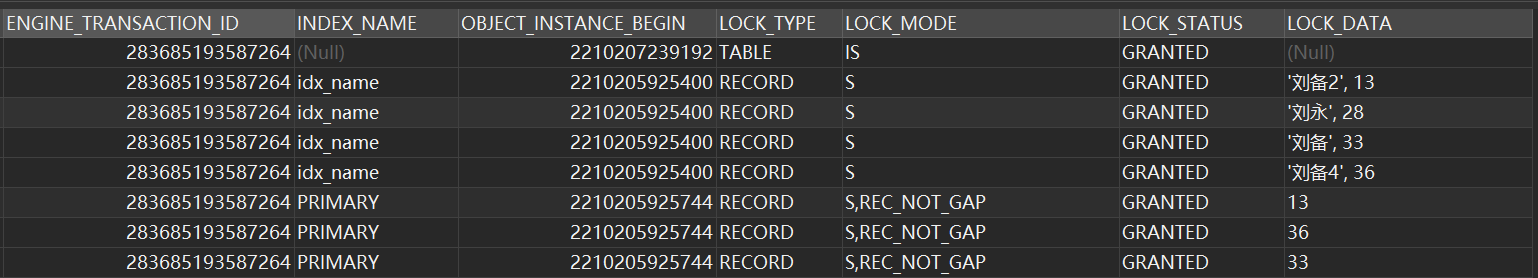 ENGINE_TRANSACTION_ID INDEX_NAME OBJECT_INSTANCE_BEGIN LOCK_TYPE LOCK_MODE LOCK_STATUS LOCK_DATA
283685193587264 (Null) 2210207239192 TABLE IS GRANTED (Null)
283685193587264 idx_name 2210205925400 RECORD S GRANTED '刘备2', 13
283685193587264 idx_name 2210205925400 RECORD S GRANTED '刘永', 28
283685193587264 idx_name 2210205925400 RECORD S GRANTED '刘备', 33
283685193587264 idx_name 2210205925400 RECORD S GRANTED '刘备4', 36
283685193587264 PRIMARY 2210205925744 RECORD S,REC_NOT_GAP GRANTED 13
283685193587264 PRIMARY 2210205925744 RECORD S,REC_NOT_GAP GRANTED 36
283685193587264 PRIMARY 2210205925744 RECORD S,REC_NOT_GAP GRANTED 33